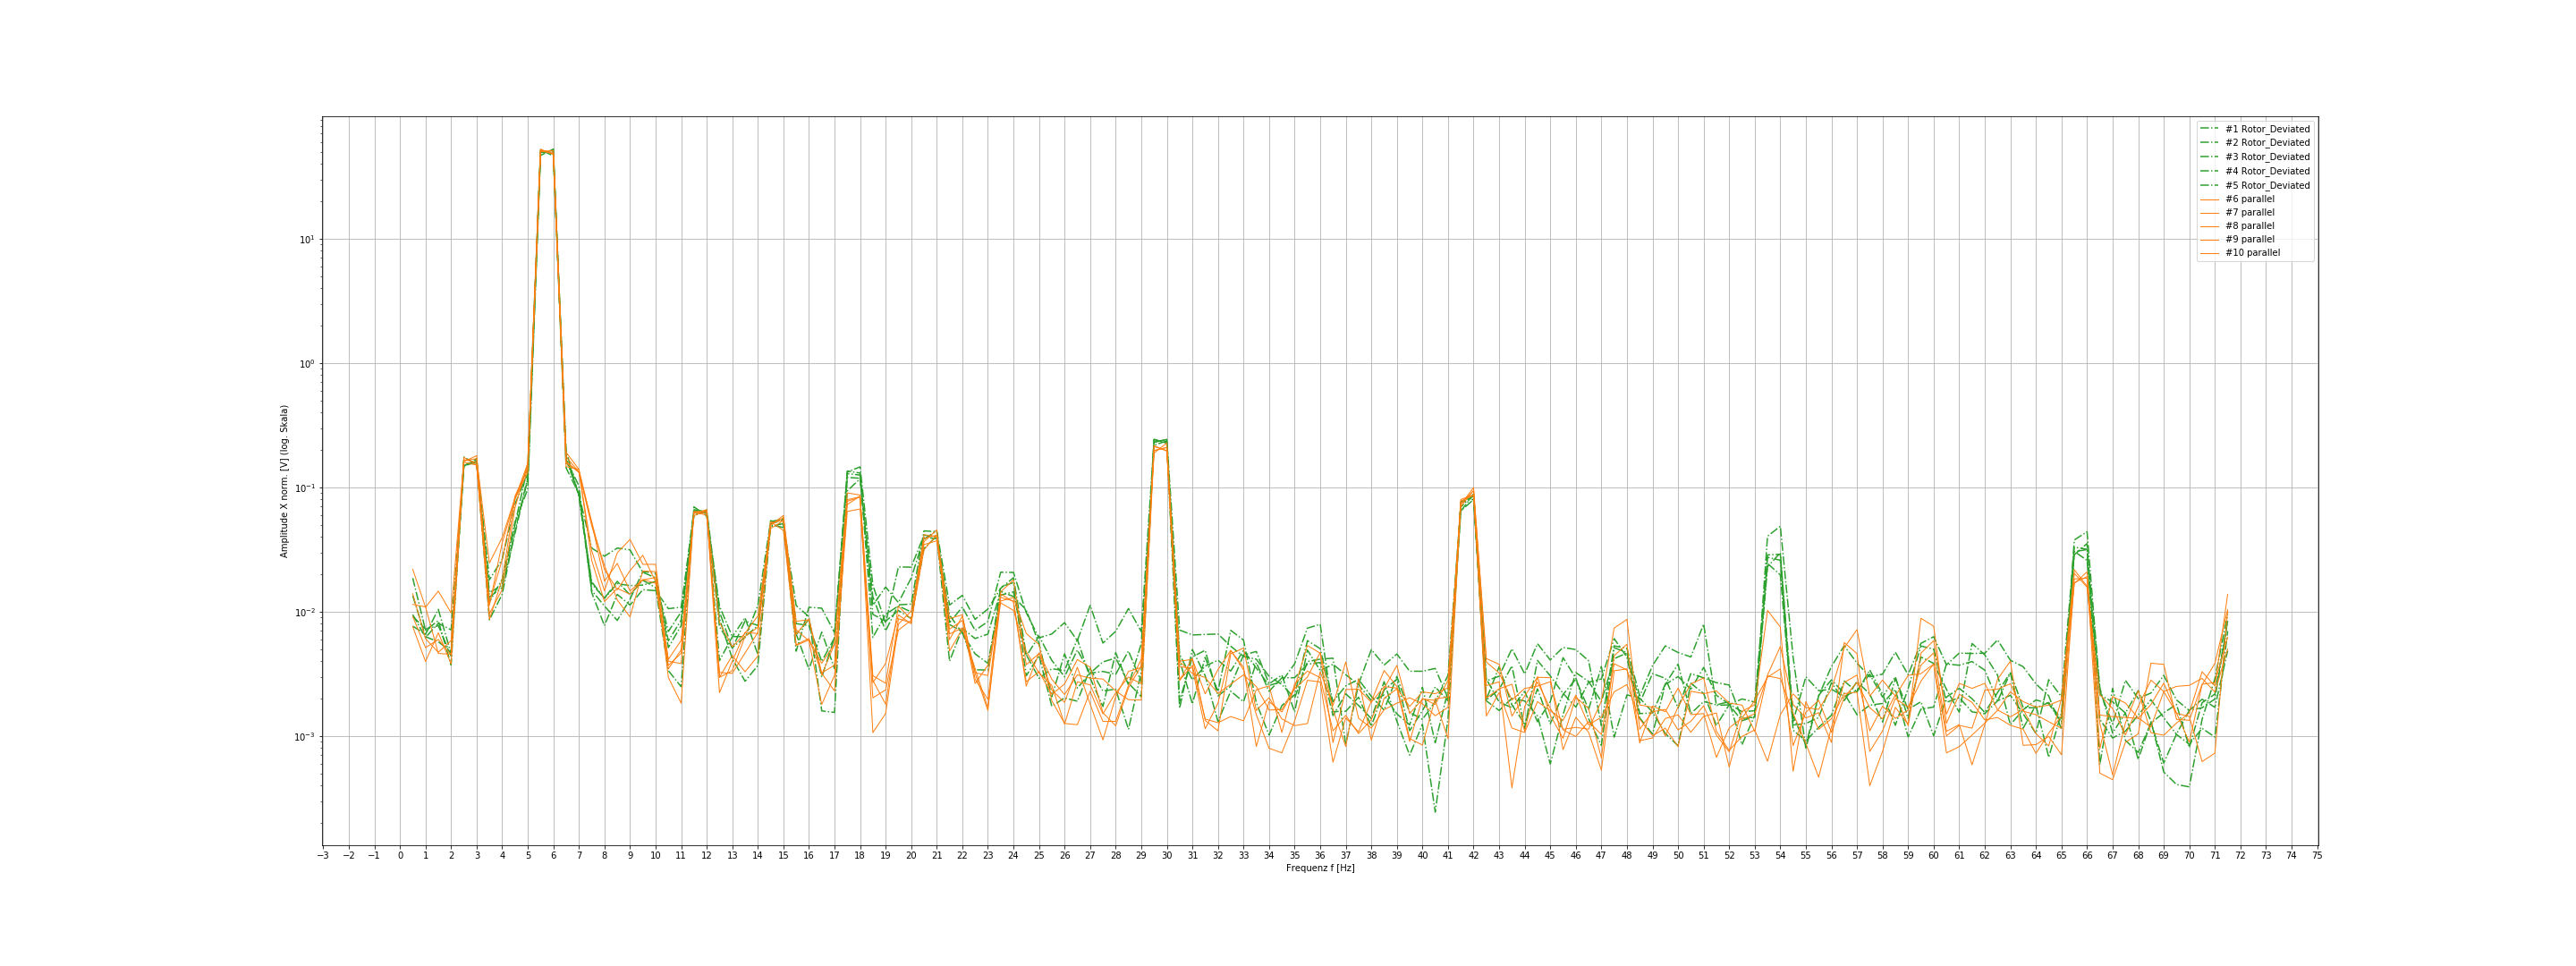 #1 Rotor_Deviated
#2 Rotor_Deviated
#3 Rotor_Deviated
#4 Rotor_Deviated
#5 Rotor_Deviated
#6 parallel
#7 parallel
#8 parallel
#9 parallel
#10 parallel
10¹
10⁰
10⁻¹
10⁻²
10⁻³
Amplitude X norm. [V] (log. Skala)
−3 −2 −1 0 1 2 3 4 5 6 7 8 9 10 11 12 13 14 15 16 17 18 19 20 21 22 23 24 25 26 27 28 29 30 31 32 33 34 35 36 37 38 39 40 41 42 43 44 45 46 47 48 49 50 51 52 53 54 55 56 57 58 59 60 61 62 63 64 65 66 67 68 69 70 71 72 73 74 75
Frequenz f [Hz]